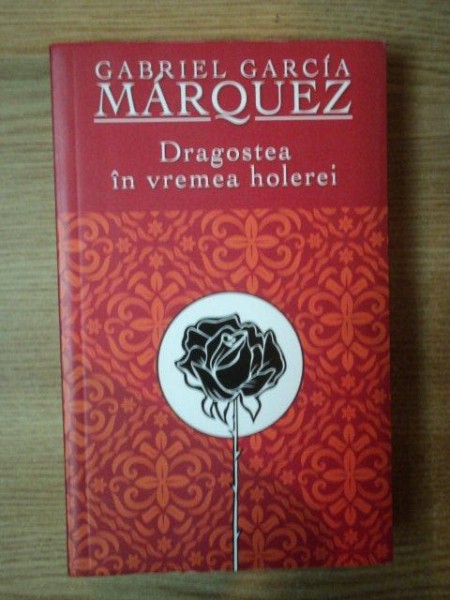 GABRIEL GARCÍA
MÁRQUEZ
Dragostea
în vremea holerei